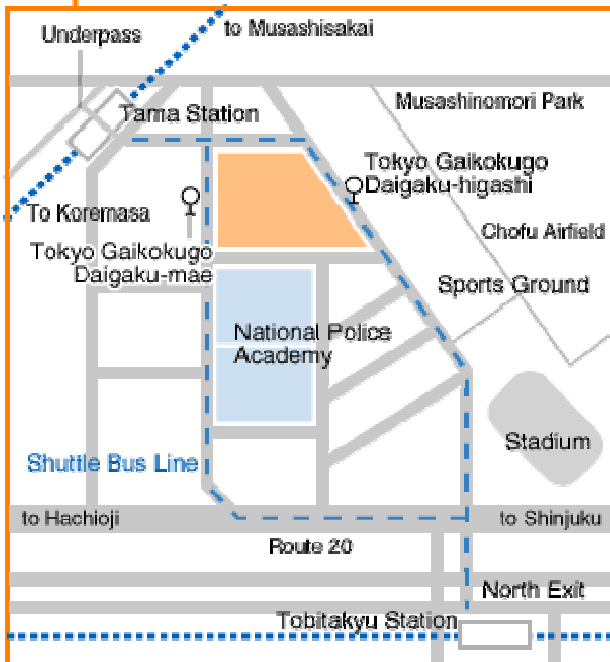 to Musashisakai
Underpass
Musashinomori Park
Tama Station
Tokyo Gaikokugo
Daigaku-higashi
To Koremasa
Chofu Airfield
Tokyo Gaikokugo
Daigaku-mae
Sports Ground
National Police
Academy
Stadium
Shuttle Bus Line
to Hachioji
to Shinjuku
Route 20
North Exit
Tobitakyu Station